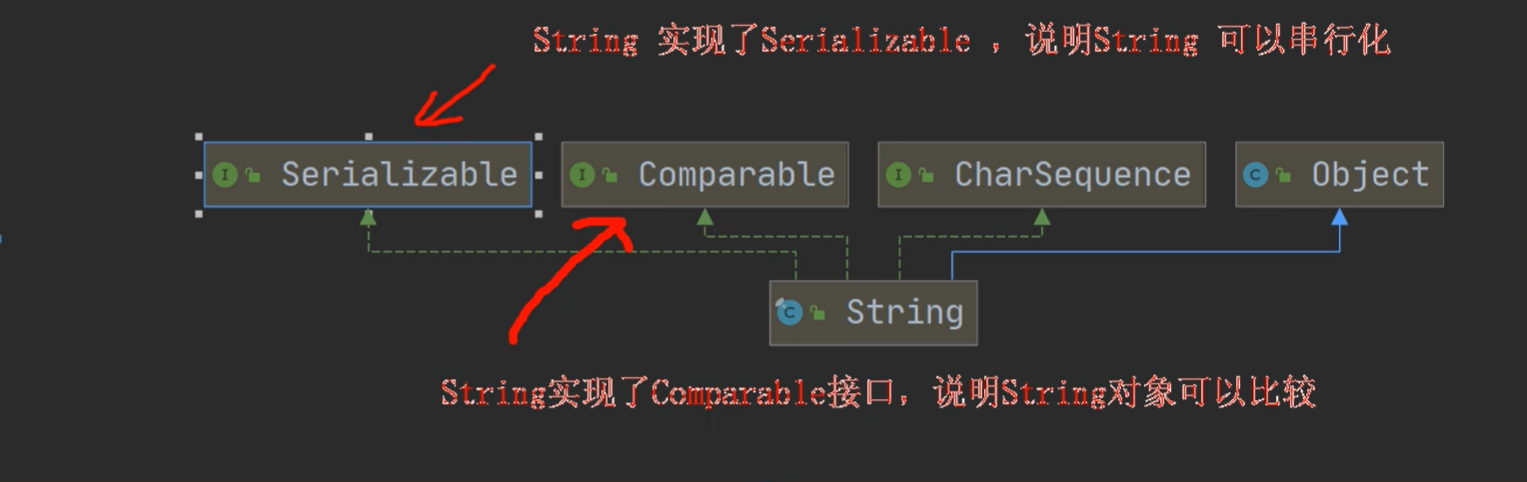 String 实现了Serializable ，说明String 可以串行化
Serializable
Comparable
CharSequence
Object
String
String实现了Comparable接口，说明String对象可以比较